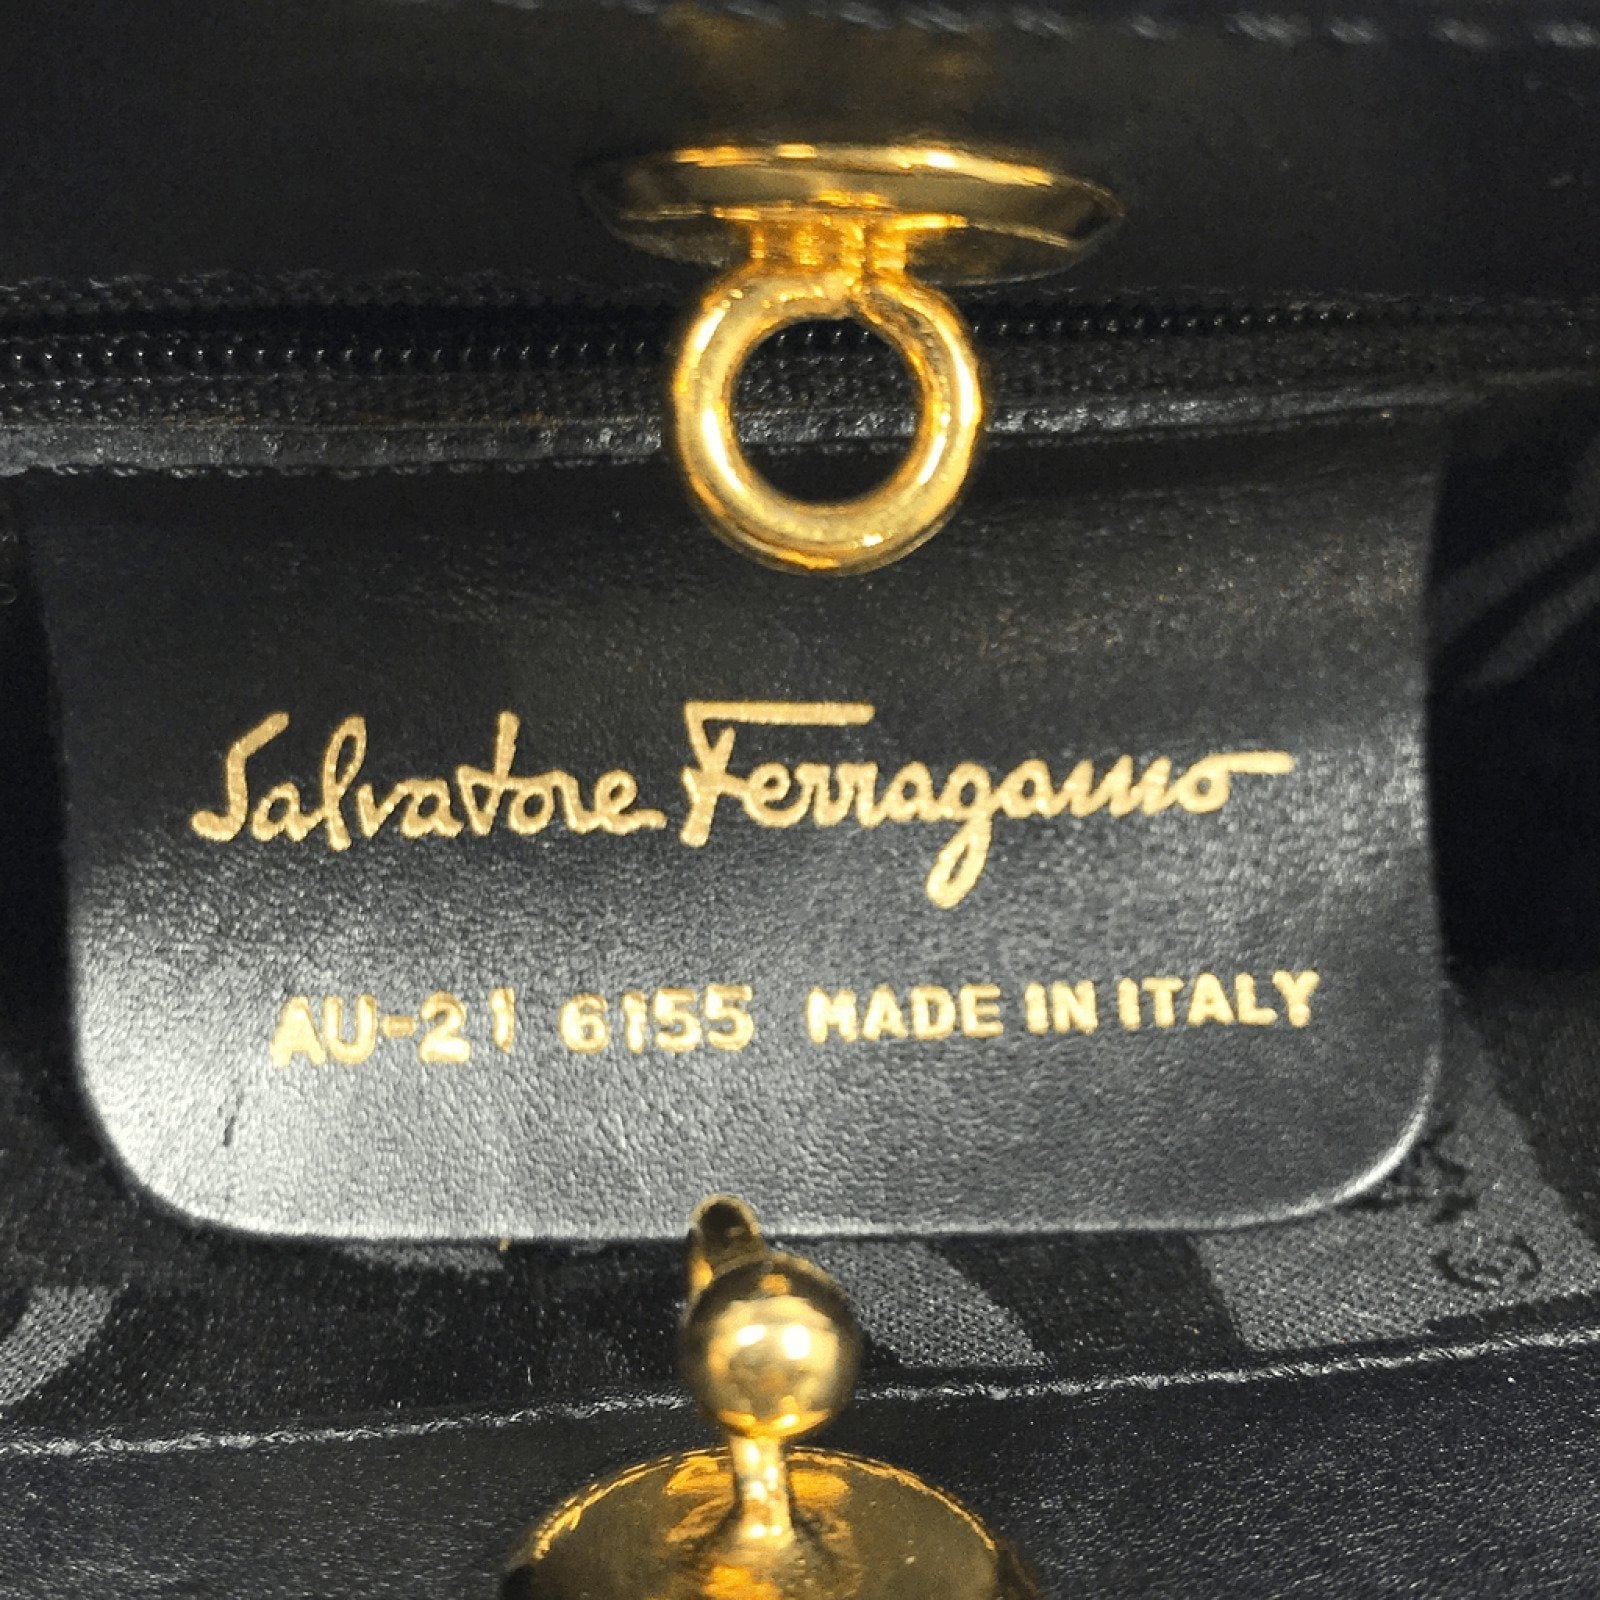 Salvatore Ferragamo
AU-21 6155 MADE IN ITALY